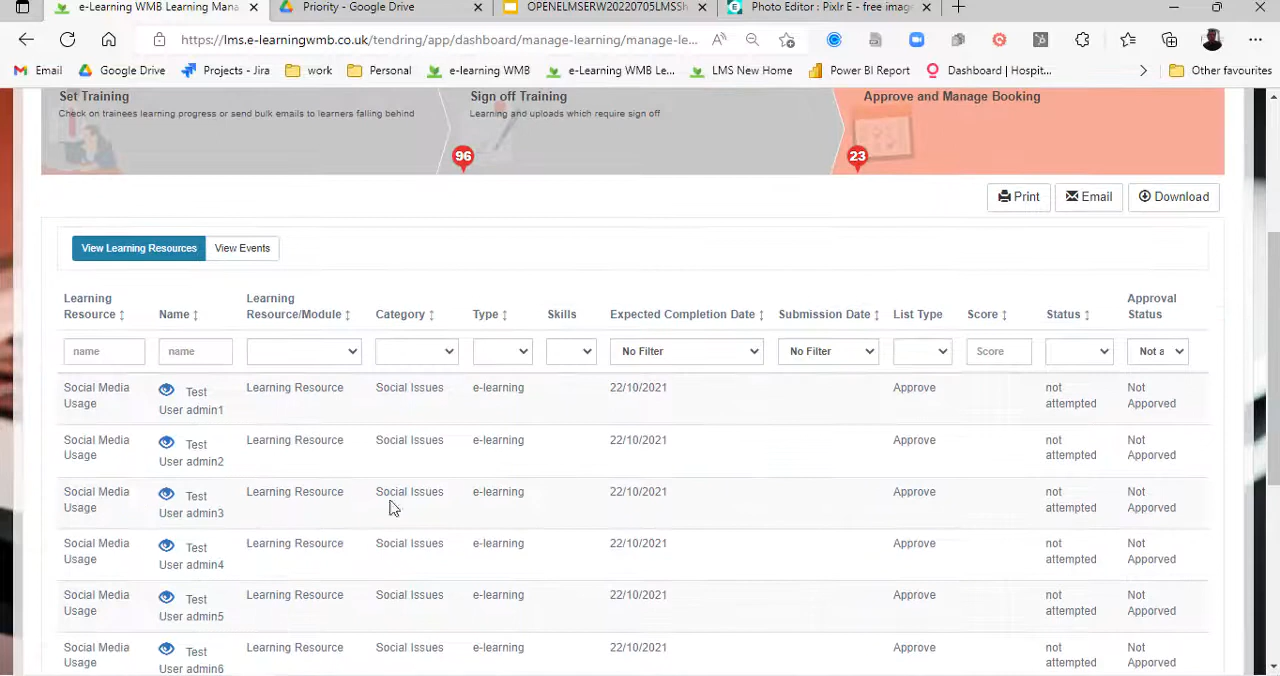 e-Learning WMB Learning Mana
Priority - Google Drive
OPENELMSERW20220705LMSSh
Photo Editor : Pixlr E - free imag
https://lms.e-learningwmb.co.uk/tendring/app/dashboard/manage-learning/manage-le...
Email
Google Drive
Projects - Jira
work
Personal
e-learning WMB
e-Learning WMB Le...
LMS New Home
Power BI Report
Dashboard | Hospit...
Other favourites
Set Training
Check on trainees learning progress or send bulk emails to learners falling behind
Sign off Training
Learning and uploads which require sign off
Approve and Manage Booking
96
23
Print
Email
Download
View Learning Resources
View Events
Learning Resource
Name
Learning Resource/Module
Category
Type
Skills
Expected Completion Date
Submission Date
List Type
Score
Status
Approval Status
name
name
No Filter
No Filter
Score
Not a
Social Media Usage
Test User admin1
Learning Resource
Social Issues
e-learning
22/10/2021
Approve
not attempted
Not Apporved
Social Media Usage
Test User admin2
Learning Resource
Social Issues
e-learning
22/10/2021
Approve
not attempted
Not Apporved
Social Media Usage
Test User admin3
Learning Resource
Social Issues
e-learning
22/10/2021
Approve
not attempted
Not Apporved
Social Media Usage
Test User admin4
Learning Resource
Social Issues
e-learning
22/10/2021
Approve
not attempted
Not Apporved
Social Media Usage
Test User admin5
Learning Resource
Social Issues
e-learning
22/10/2021
Approve
not attempted
Not Apporved
Social Media Usage
Test User admin6
Learning Resource
Social Issues
e-learning
22/10/2021
Approve
not attempted
Not Apporved